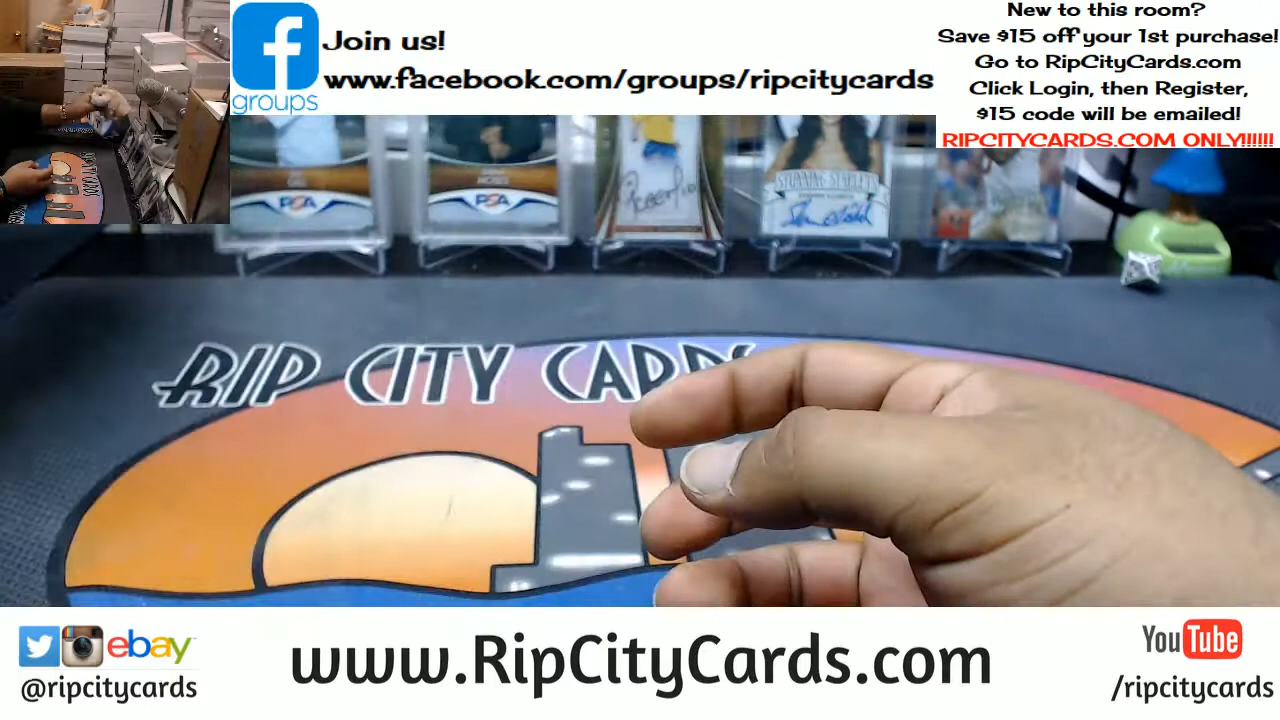 Join us!
www.facebook.com/groups/ripcitycards
groups
New to this room?
Save $15 off your 1st purchase!
Go to RipCityCards.com
Click Login, then Register,
$15 code will be emailed!
RIPCITYCARDS.COM ONLY!!!!!!
PSA
PSA
RIP CITY CARDS
ebay
@ripcitycards
www.RipCityCards.com
YouTube
/ripcitycards